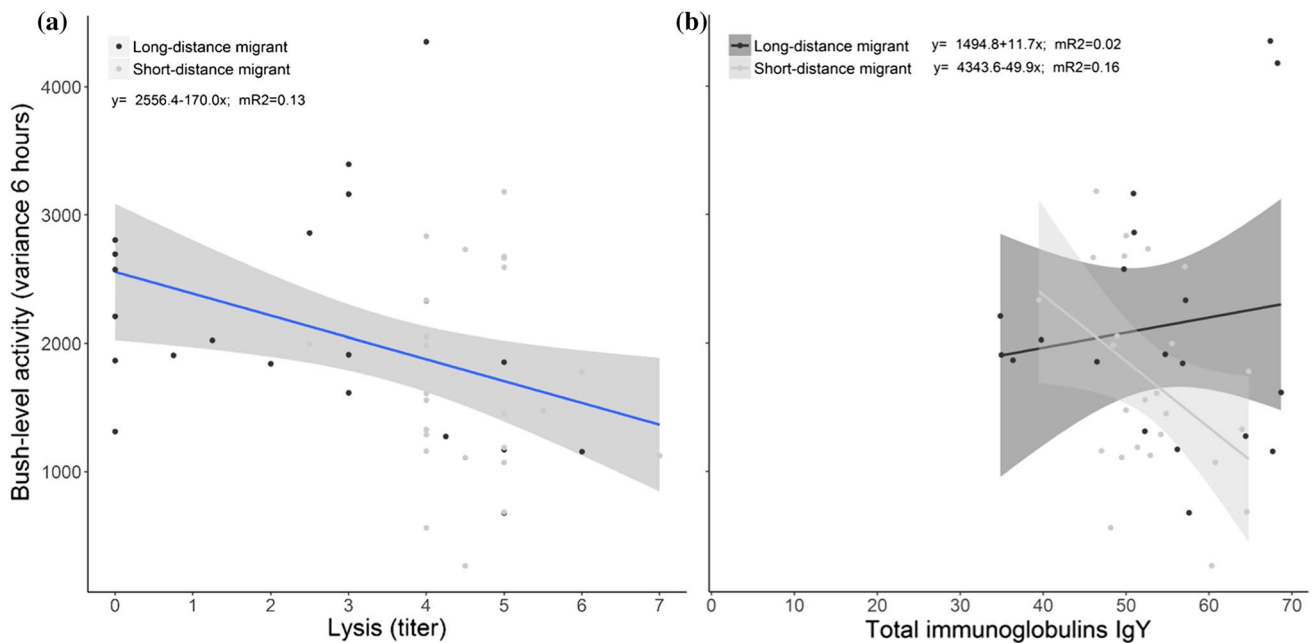 (a)
Long-distance migrant
Short-distance migrant
y= 2556.4-170.0x; mR2=0.13
Bush-level activity (variance 6 hours)
4000
3000
2000
1000
0 1 2 3 4 5 6 7
Lysis (titer)
(b)
Long-distance migrant y= 1494.8+11.7x; mR2=0.02
Short-distance migrant y= 4343.6-49.9x; mR2=0.16
0 10 20 30 40 50 60 70
Total immunoglobulins IgY